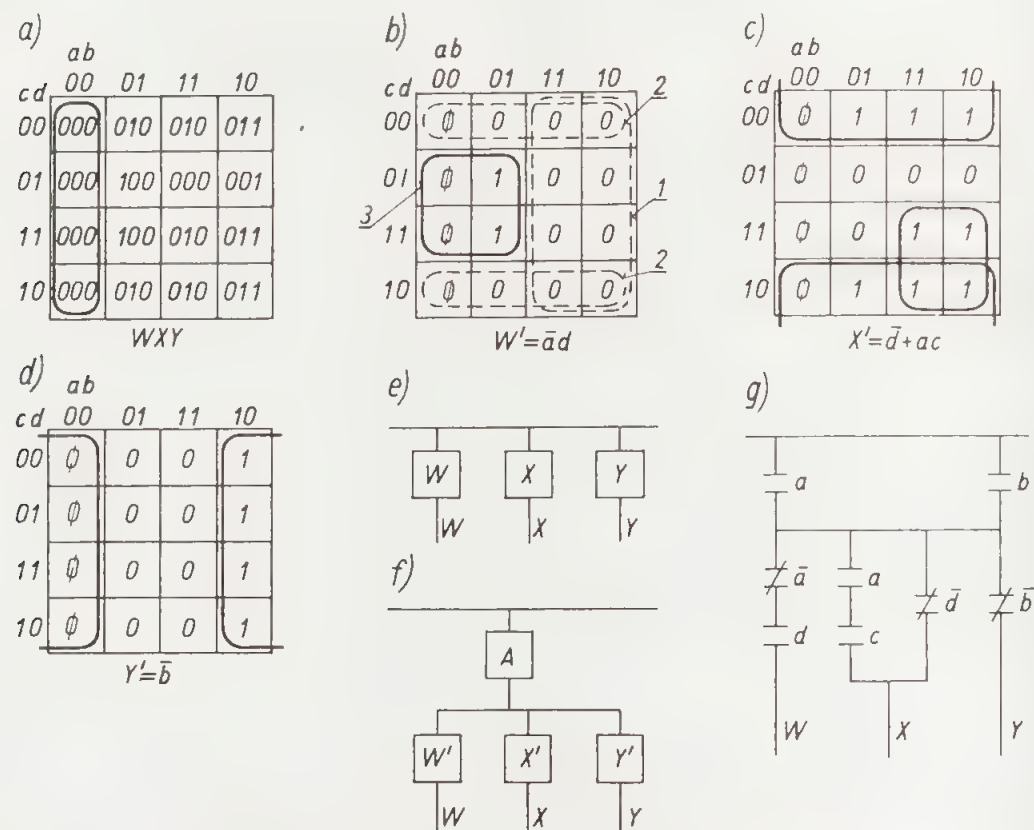 a)
ab
cd 00 01 11 10
00 000 010 010 011
01 000 100 000 001
11 000 100 010 011
10 000 010 010 011
WXY
b)
ab
cd 00 01 11 10
00 ϕ 0 0 0
01 ϕ 1 0 0
11 ϕ 1 0 0
10 ϕ 0 0 0
2
1
3
2
W'=ād
c)
ab
cd 00 01 11 10
00 ϕ 1 1 1
01 ϕ 0 0 0
11 ϕ 0 1 1
10 ϕ 1 1 1
X'=d̄+ac
d)
ab
cd 00 01 11 10
00 ϕ 0 0 1
01 ϕ 0 0 1
11 ϕ 0 0 1
10 ϕ 0 0 1
Y'=b̄
e)
W X Y
W X Y
f)
A
W' X' Y'
W X Y
g)
a b
ā a d̄ b̄
d c
W X Y